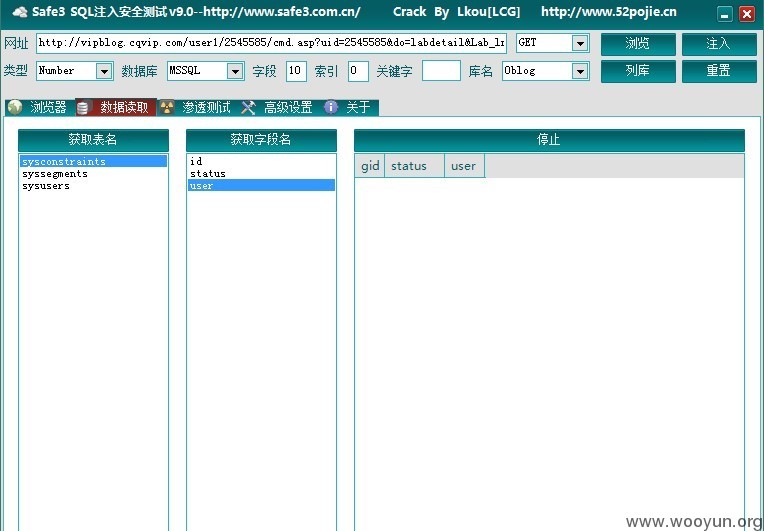 Safe3 SQL注入安全测试 v9.0--http://www.safe3.com.cn/ Crack By Lkou[LCG] http://www.52pojie.cn
网址 http://vipblog.cqvip.com/user1/2545585/cmd.asp?uid=2545585&do=labdetail&Lab_lr GET 浏览 注入
类型 Number 数据库 MSSQL 字段 10 索引 0 关键字 库名 Oblog 列库 重置
浏览器 数据读取 渗透测试 高级设置 关于
获取表名 获取字段名 停止
sysconstraints id gid status user
syssegments status
sysusers user
www.wooyun.org